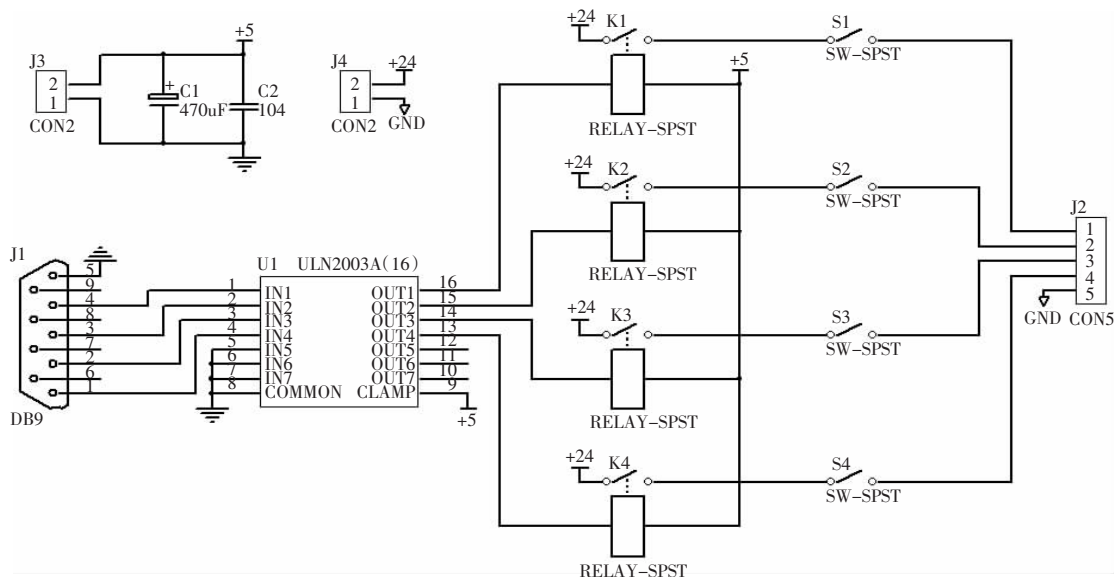 J3
2
1
CON2
+5
+
C1
470uF
C2
104
J4
2
1
CON2
+24
GND
J1
5
9
4
8
3
7
2
6
1
DB9
U1 ULN2003A(16)
1 IN1 OUT1 16
2 IN2 OUT2 15
3 IN3 OUT3 14
4 IN4 OUT4 13
5 IN5 OUT5 12
6 IN6 OUT6 11
7 IN7 OUT7 10
8 COMMON CLAMP 9
+5
+24 K1
RELAY-SPST
+5
S1
SW-SPST
+24 K2
RELAY-SPST
S2
SW-SPST
+24 K3
RELAY-SPST
S3
SW-SPST
+24 K4
RELAY-SPST
S4
SW-SPST
J2
1
2
3
4
5
GND
CON5